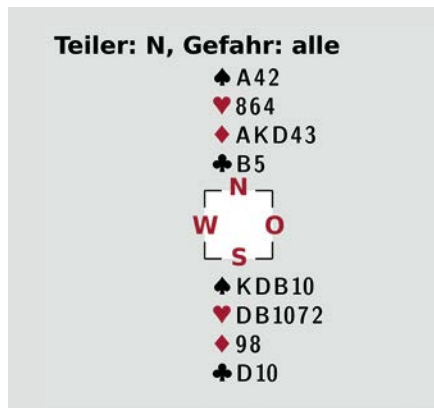 Teiler: N, Gefahr: alle
♠A42
♥864
♦AKD43
♣B5
N
W O
S
♠KDB10
♥DB1072
♦98
♣D10